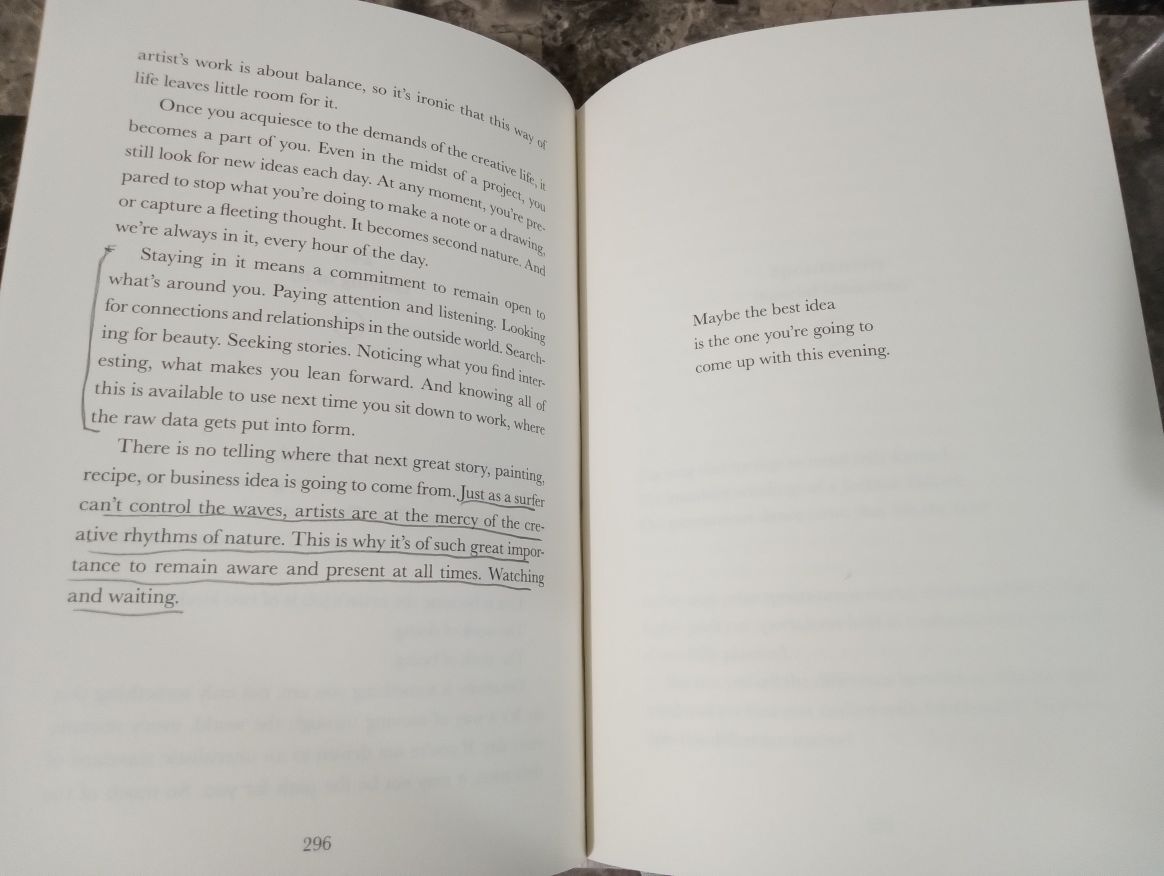 artist's work is about balance, so it's ironic that this way of
life leaves little room for it.
Once you acquiesce to the demands of the creative life, it
becomes a part of you. Even in the midst of a project, you
still look for new ideas each day. At any moment, you're pre-
pared to stop what you're doing to make a note or a drawing,
or capture a fleeting thought. It becomes second nature. And
we're always in it, every hour of the day.
Staying in it means a commitment to remain open to
what's around you. Paying attention and listening. Looking
for connections and relationships in the outside world. Search-
ing for beauty. Seeking stories. Noticing what you find inter-
esting, what makes you lean forward. And knowing all of
this is available to use next time you sit down to work, where
the raw data gets put into form.
There is no telling where that next great story, painting,
recipe, or business idea is going to come from. Just as a surfer
can't control the waves, artists are at the mercy of the cre-
ative rhythms of nature. This is why it's of such great impor-
tance to remain aware and present at all times. Watching
and waiting.
296
Maybe the best idea
is the one you're going to
come up with this evening.